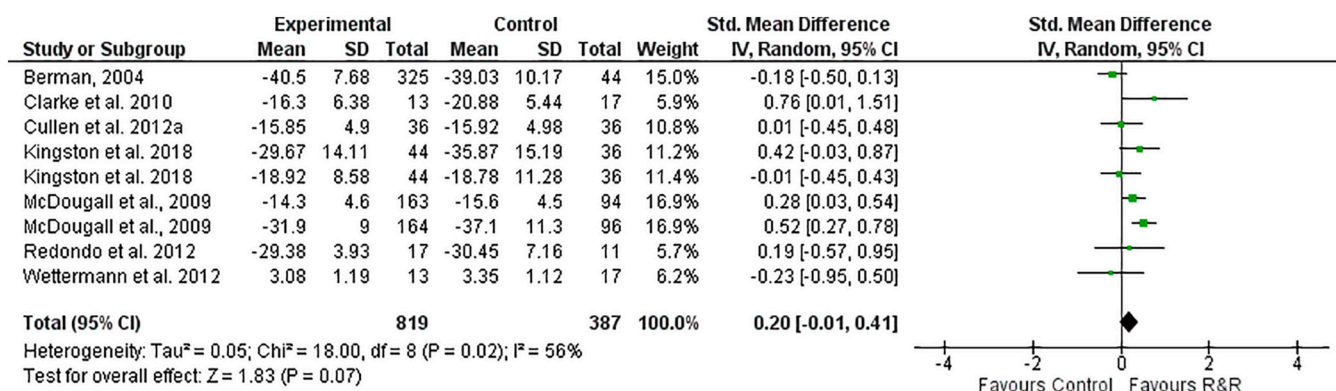 Experimental Control Std. Mean Difference Std. Mean Difference
Study or Subgroup Mean SD Total Mean SD Total Weight IV, Random, 95% CI IV, Random, 95% CI
Berman, 2004 -40.5 7.68 325 -39.03 10.17 44 15.0% -0.18 [-0.50, 0.13]
Clarke et al. 2010 -16.3 6.38 13 -20.88 5.44 17 5.9% 0.76 [0.01, 1.51]
Cullen et al. 2012a -15.85 4.9 36 -15.92 4.98 36 10.8% 0.01 [-0.45, 0.48]
Kingston et al. 2018 -29.67 14.11 44 -35.87 15.19 36 11.2% 0.42 [-0.03, 0.87]
Kingston et al. 2018 -18.92 8.58 44 -18.78 11.28 36 11.4% -0.01 [-0.45, 0.43]
McDougall et al., 2009 -14.3 4.6 163 -15.6 4.5 94 16.9% 0.28 [0.03, 0.54]
McDougall et al., 2009 -31.9 9 164 -37.1 11.3 96 16.9% 0.52 [0.27, 0.78]
Redondo et al. 2012 -29.38 3.93 17 -30.45 7.16 11 5.7% 0.19 [-0.57, 0.95]
Wettermann et al. 2012 3.08 1.19 13 3.35 1.12 17 6.2% -0.23 [-0.95, 0.50]
Total (95% CI) 819 387 100.0% 0.20 [-0.01, 0.41]
Heterogeneity: Tau² = 0.05; Chi² = 18.00, df = 8 (P = 0.02); I² = 56%
Test for overall effect: Z = 1.83 (P = 0.07)
-4 -2 0 2 4
Favours Control Favours R&R